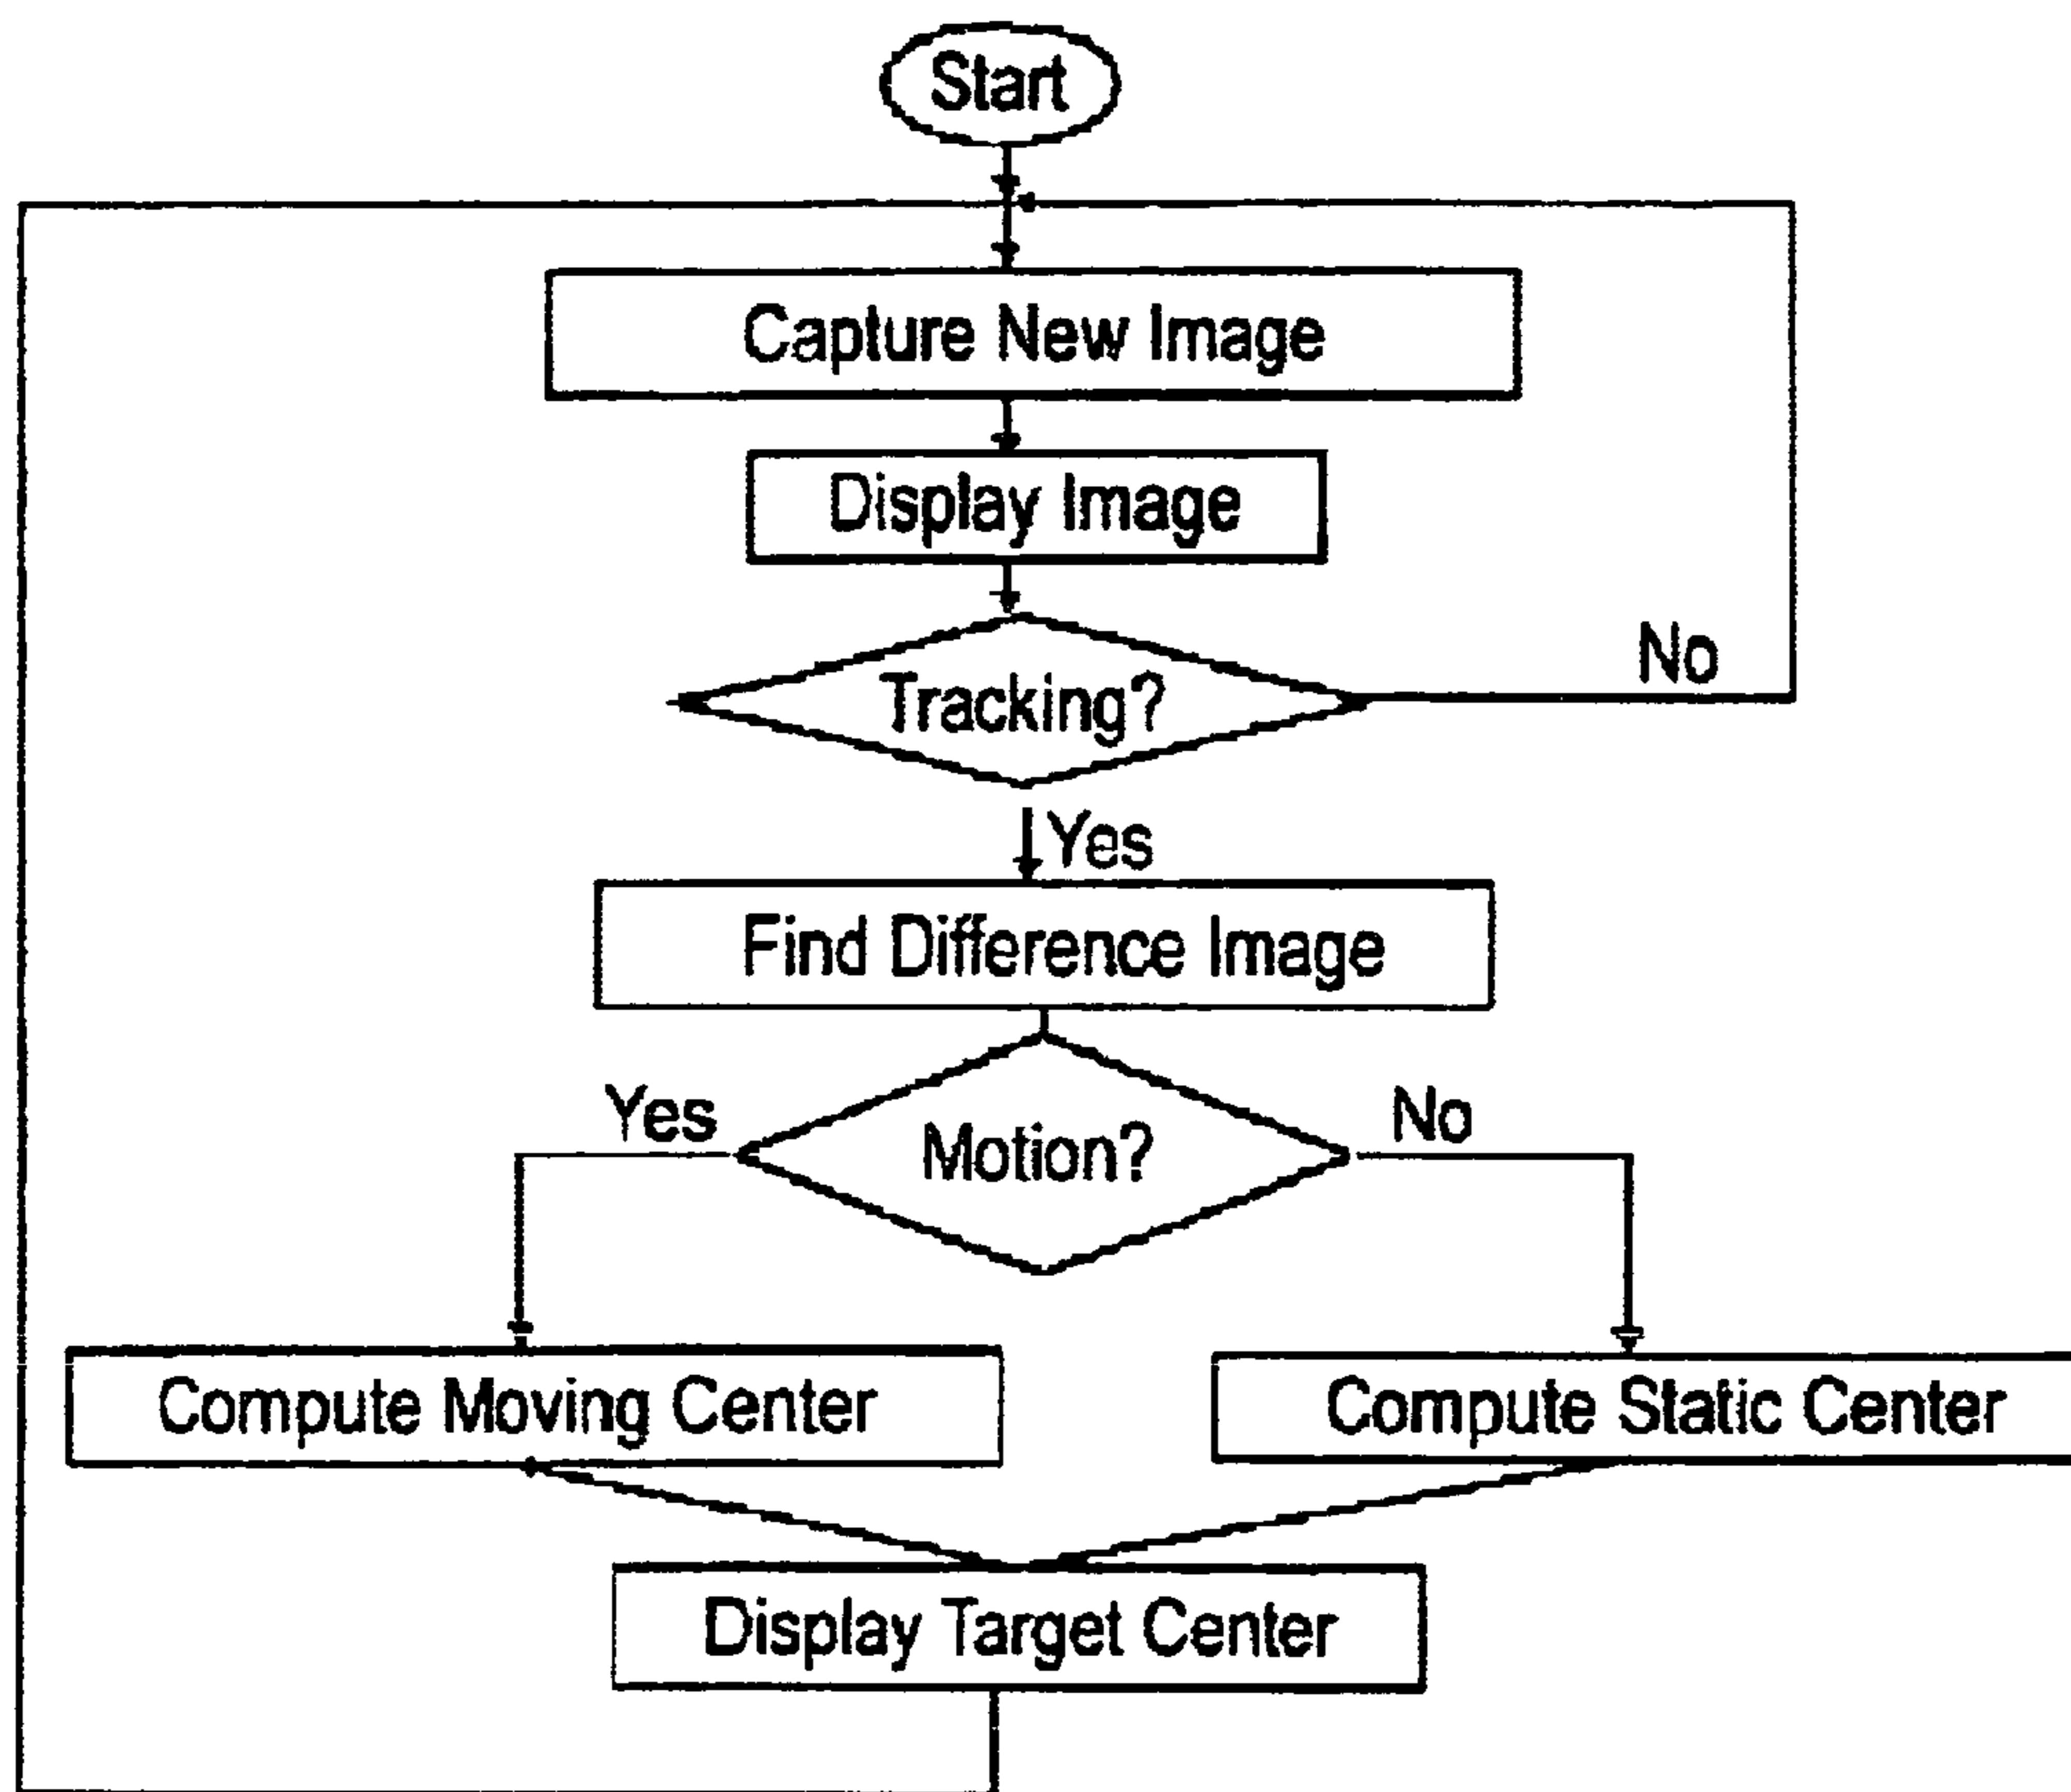 Start
Capture New Image
Display Image
No
Tracking?
Yes
Find Difference Image
Yes
No
Motion?
Compute Moving Center
Compute Static Center
Display Target Center